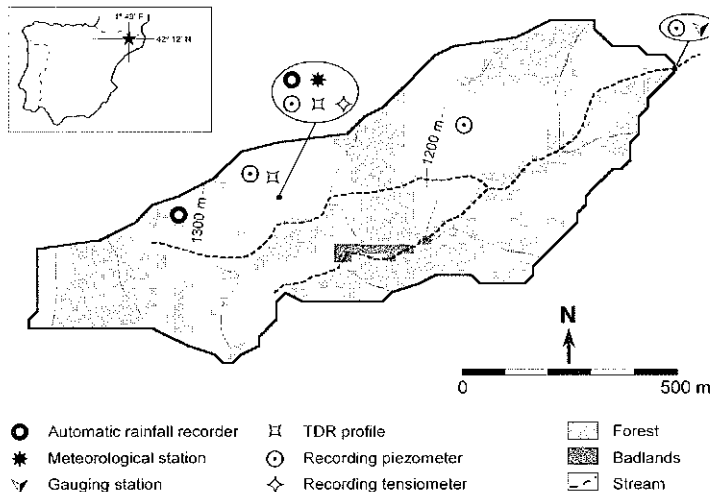 1° 49' E
42° 12' N
1200 m
1300 m
N
0 500 m
Automatic rainfall recorder TDR profile Forest
Meteorological station Recording piezometer Badlands
Gauging station Recording tensiometer Stream